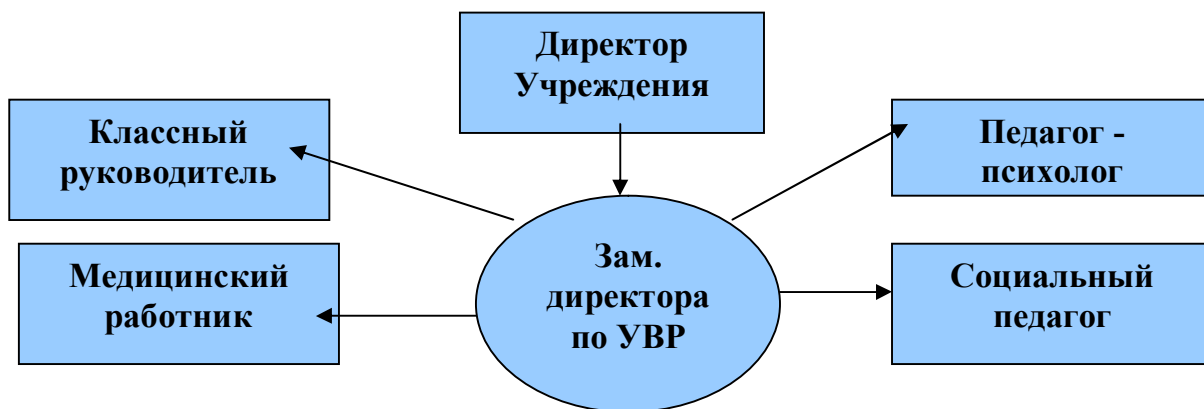 Директор
Учреждения
Классный
руководитель
Педагог -
психолог
Медицинский
работник
Зам.
директора
по УВР
Социальный
педагог